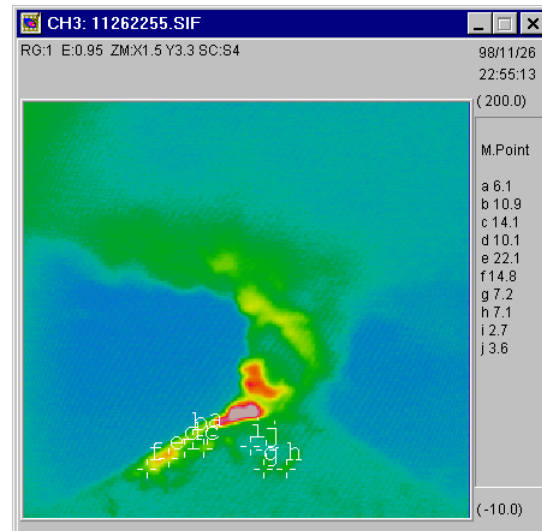 CH3: 11262255.SIF
RG:1 E:0.95 ZM:X1.5 Y3.3 SC:S4
98/11/26
22:55:13
( 200.0)
M.Point
a 6.1
b 10.9
c 14.1
d 10.1
e 22.1
f 14.8
g 7.2
h 7.1
i 2.7
j 3.6
b a
d c
i j
f e
g h
(-10.0)